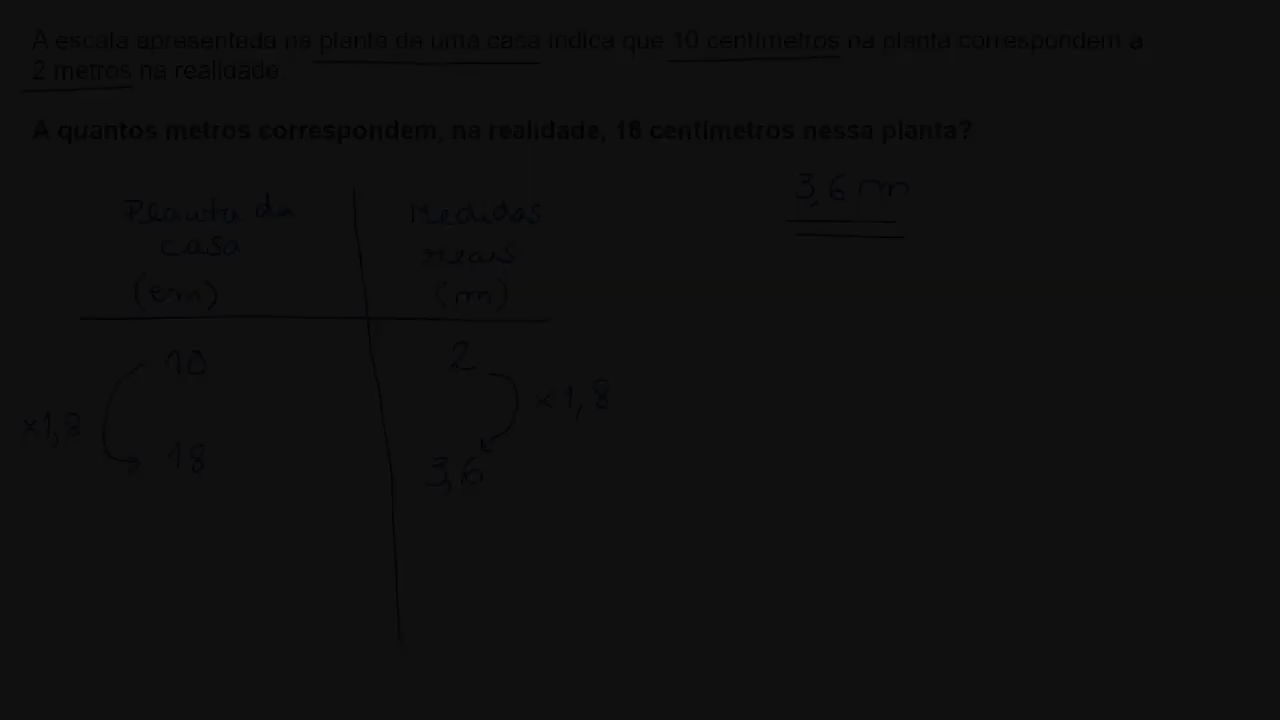 A escala apresentada na planta de uma casa indica que 10 centímetros na planta correspondem a
2 metros na realidade.
A quantos metros correspondem, na realidade, 18 centímetros nessa planta?
3,6 m
Planta da
casa
(cm)
Medidas
reais
(m)
10
2
×1,8
×1,8
18
3,6